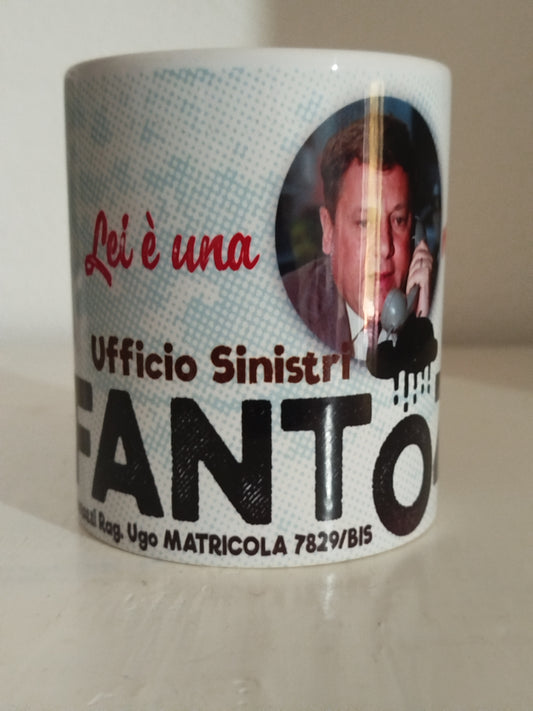 Lei è una
Ufficio Sinistri
FANTO
Rag. Ugo MATRICOLA 7829/BIS